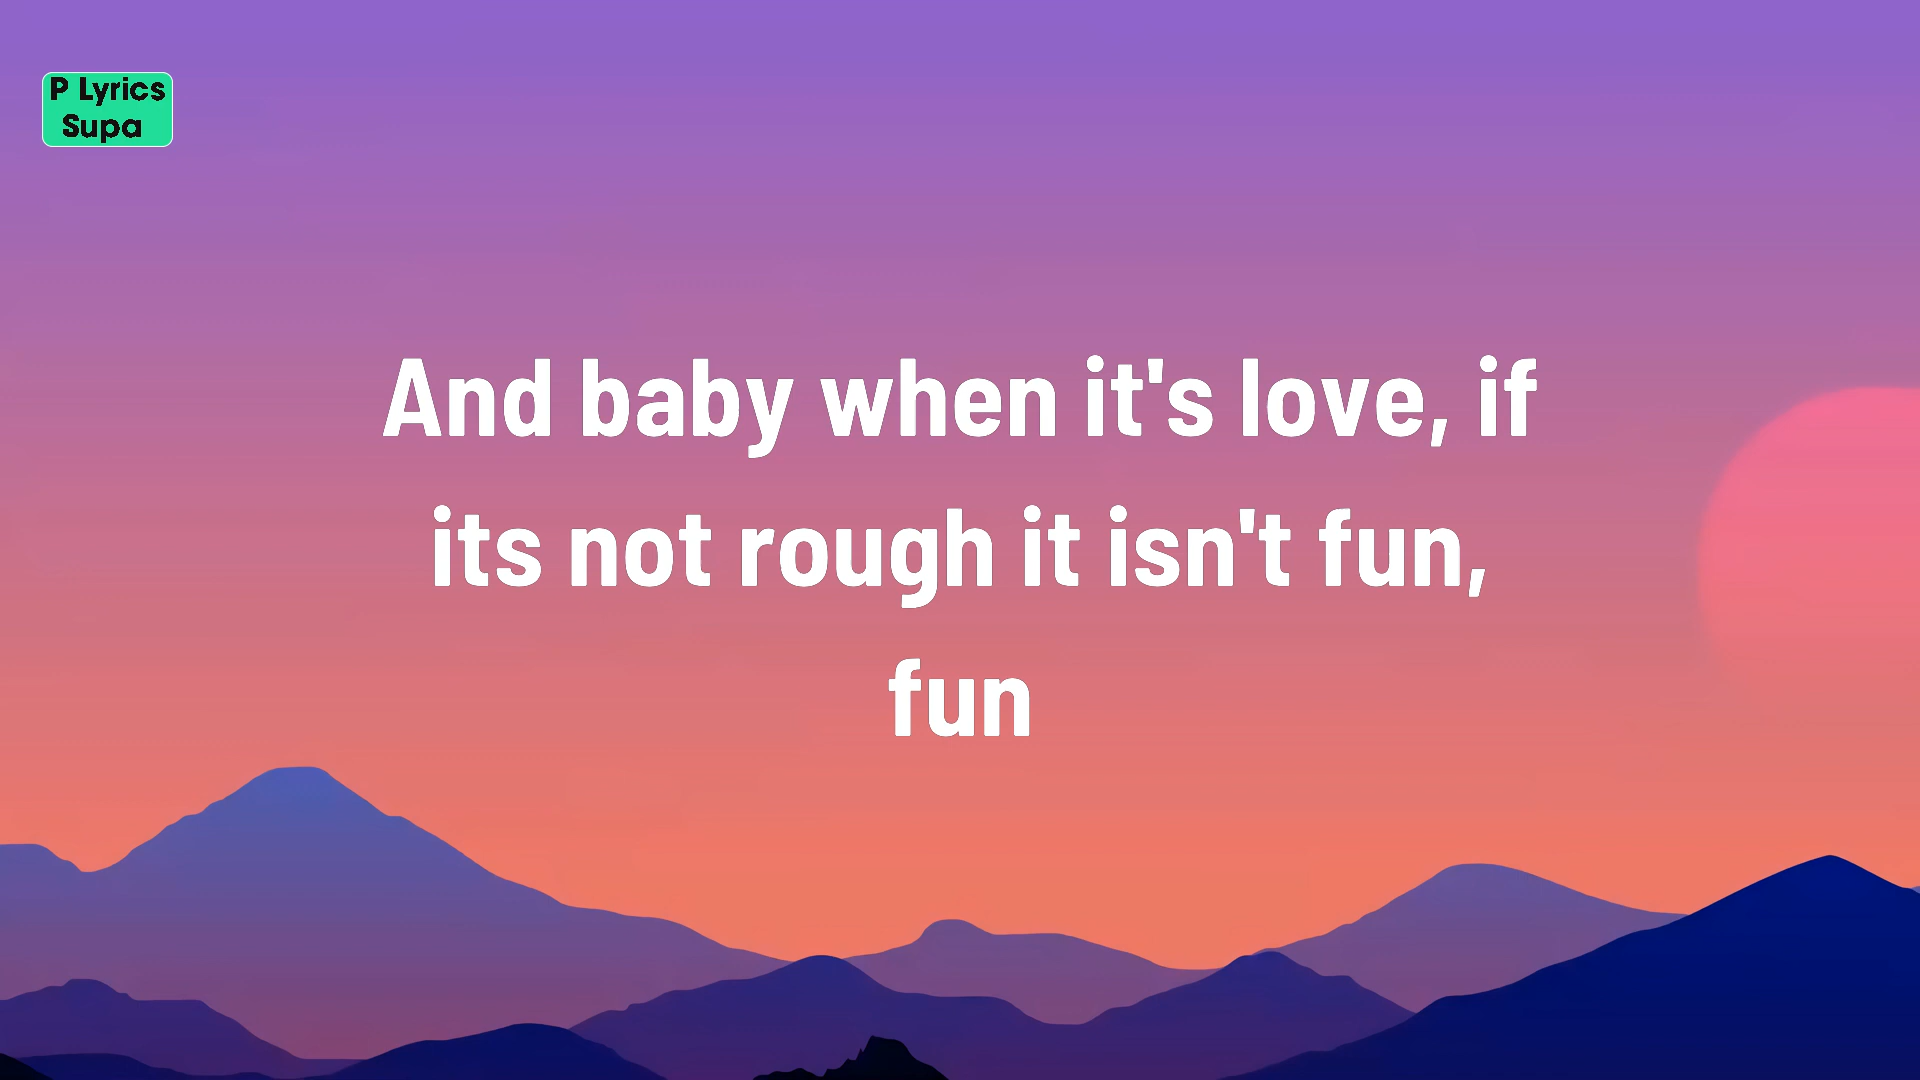 P Lyrics
Supa
And baby when it's love, if
its not rough it isn't fun,
fun